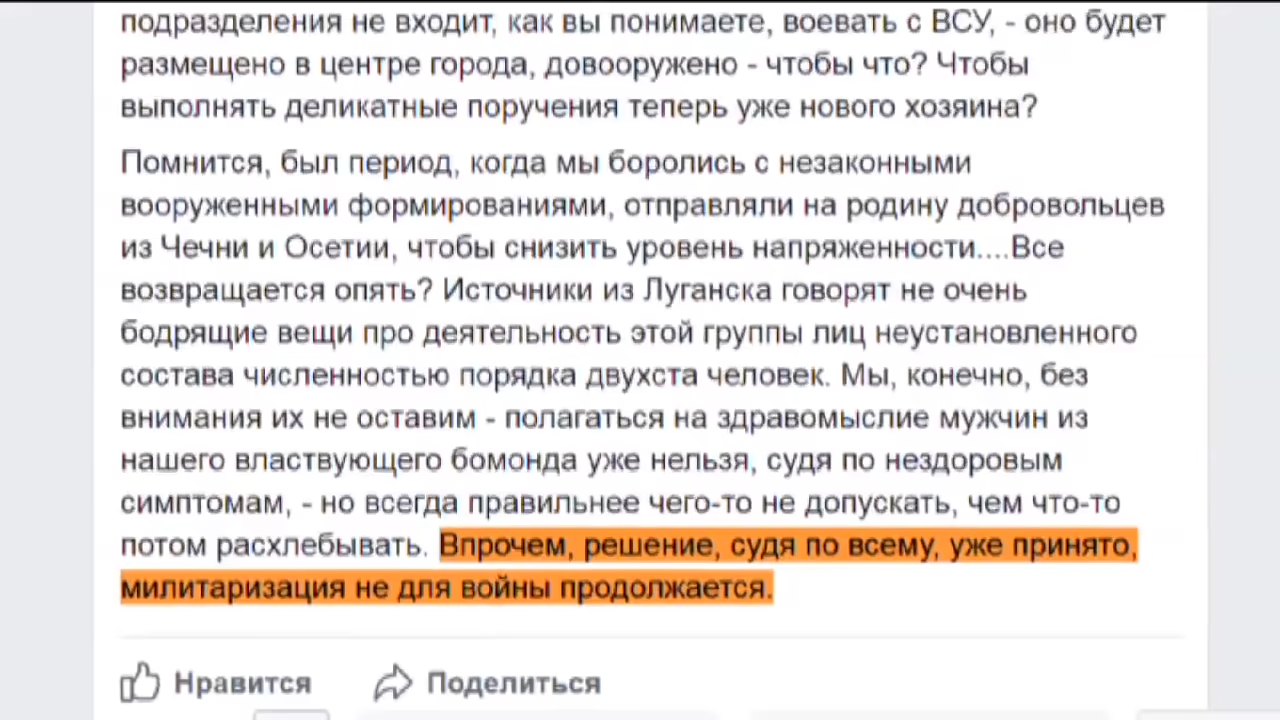 подразделения не входит, как вы понимаете, воевать с ВСУ, - оно будет
размещено в центре города, довооружено - чтобы что? Чтобы
выполнять деликатные поручения теперь уже нового хозяина?
Помнится, был период, когда мы боролись с незаконными
вооруженными формированиями, отправляли на родину добровольцев
из Чечни и Осетии, чтобы снизить уровень напряженности....Все
возвращается опять? Источники из Луганска говорят не очень
бодрящие вещи про деятельность этой группы лиц неустановленного
состава численностью порядка двухста человек. Мы, конечно, без
внимания их не оставим - полагаться на здравомыслие мужчин из
нашего властвующего бомонда уже нельзя, судя по нездоровым
симптомам, - но всегда правильнее чего-то не допускать, чем что-то
потом расхлебывать. Впрочем, решение, судя по всему, уже принято,
милитаризация не для войны продолжается.
Нравится Поделиться